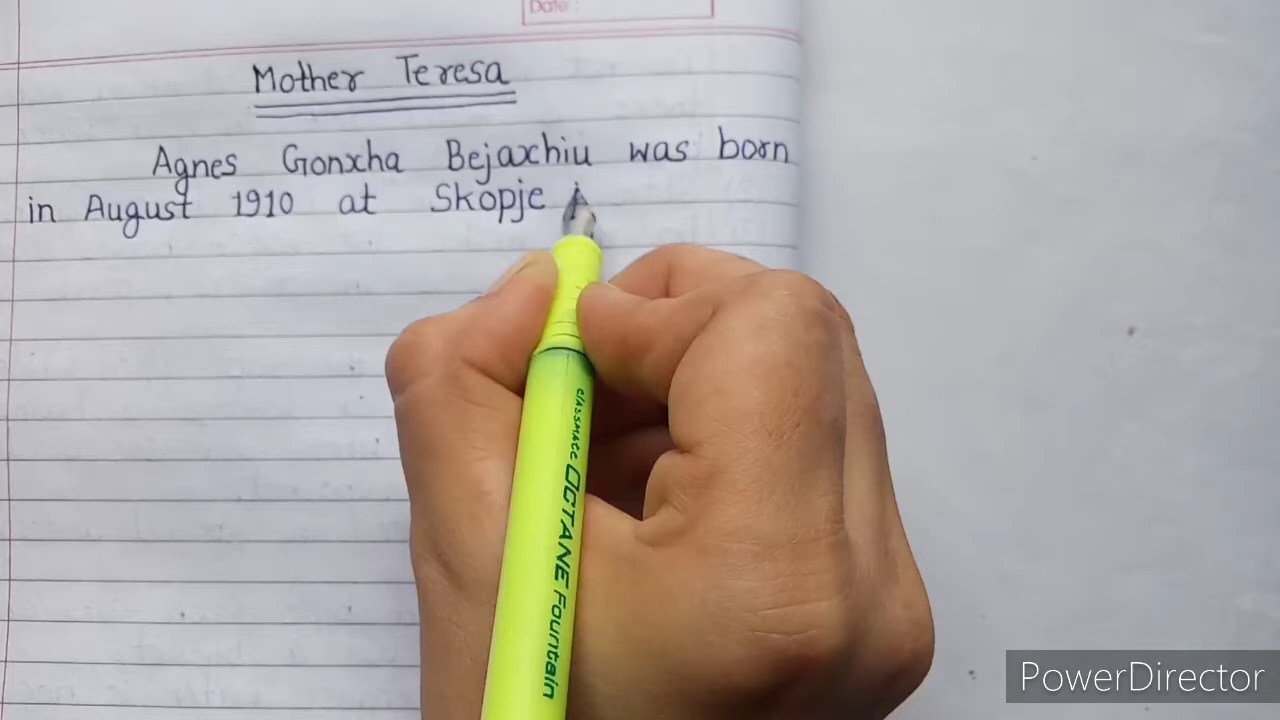 Date :
Mother Teresa
Agnes Gonxha Bejaxhiu was born
in August 1910 at Skopje
classmate OCTANE Fountain
PowerDirector